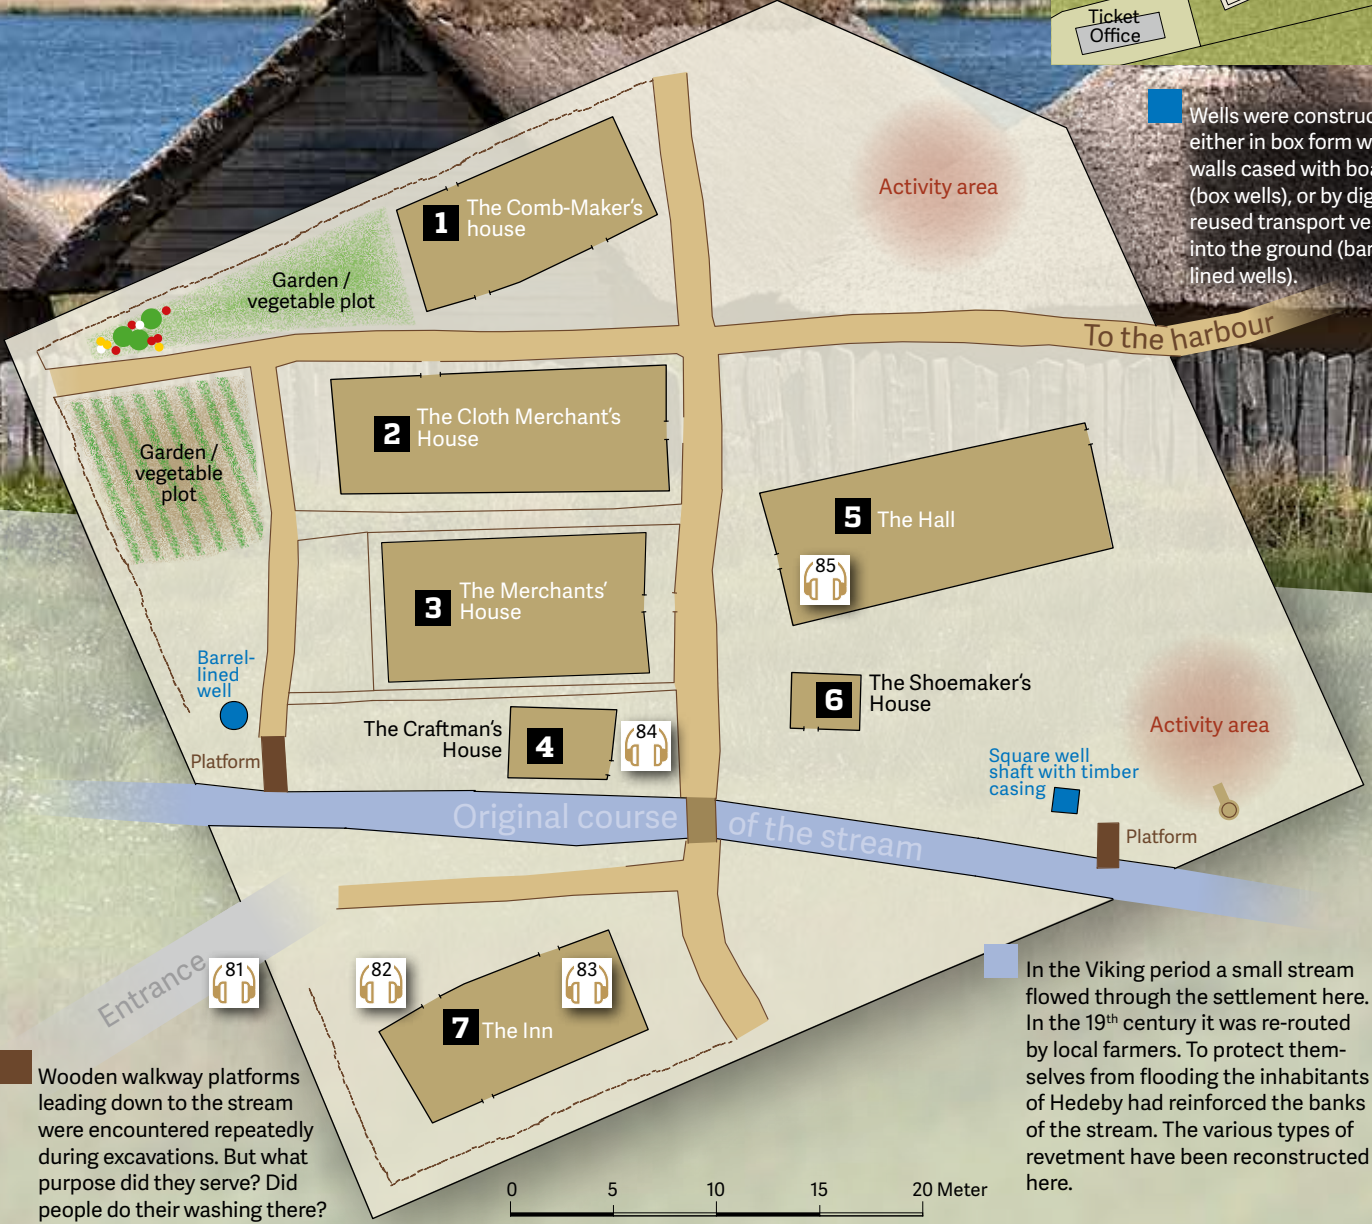 Ticket
Office
Wells were
either in box form
walls cased with
(box wells), or by
reused transport
into the ground
lined wells).
Activity area
1 The Comb-Maker's
house
Garden /
vegetable plot
To the harbour
2 The Cloth Merchant's
House
Garden /
vegetable
plot
5 The Hall
85
3 The Merchants'
House
Barrel-
lined
well
Platform
The Craftman's
House
4
84
6 The Shoemaker's
House
Activity area
Square well
shaft with timber
casing
Platform
Original course of the stream
Entrance
81
82
83
7 The Inn
Wooden walkway platforms
leading down to the stream
were encountered repeatedly
during excavations. But what
purpose did they serve? Did
people do their washing there?
In the Viking period a small stream
flowed through the settlement here.
In the 19th century it was re-routed
by local farmers. To protect them-
selves from flooding the inhabitants
of Hedeby had reinforced the banks
of the stream. The various types of
revetment have been reconstructed
here.
0 5 10 15 20 Meter